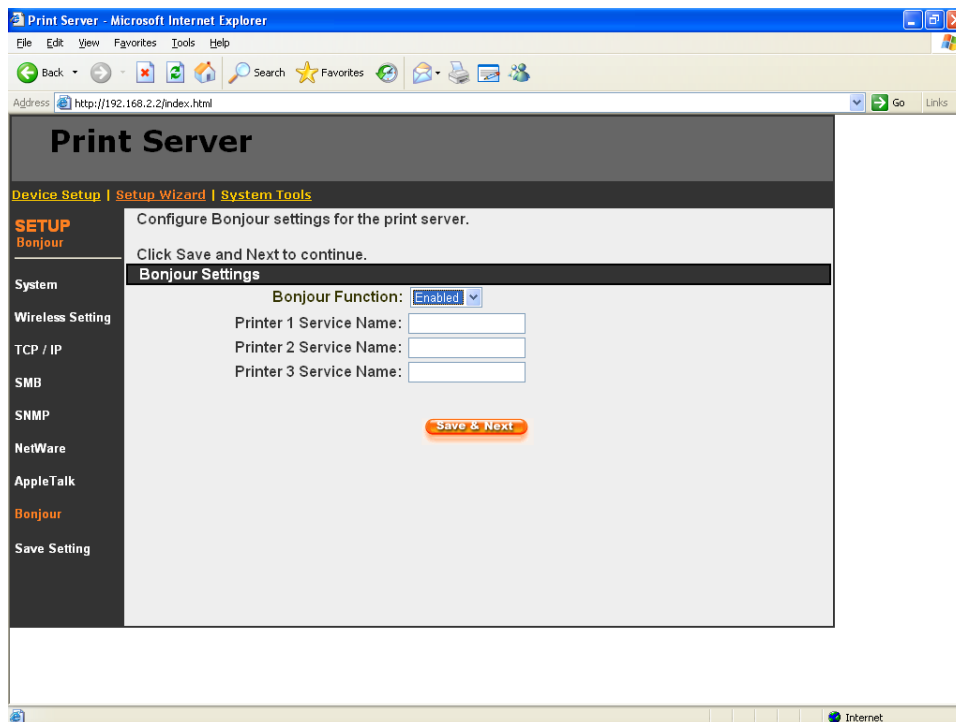 Print Server - Microsoft Internet Explorer
File Edit View Favorites Tools Help
Back Search Favorites
Address http://192.168.2.2/index.html Go Links
Print Server
Device Setup | Setup Wizard | System Tools
SETUP
Bonjour
System
Wireless Setting
TCP / IP
SMB
SNMP
NetWare
AppleTalk
Bonjour
Save Setting
Configure Bonjour settings for the print server.
Click Save and Next to continue.
Bonjour Settings
Bonjour Function: Enabled
Printer 1 Service Name:
Printer 2 Service Name:
Printer 3 Service Name:
Save & Next
Internet